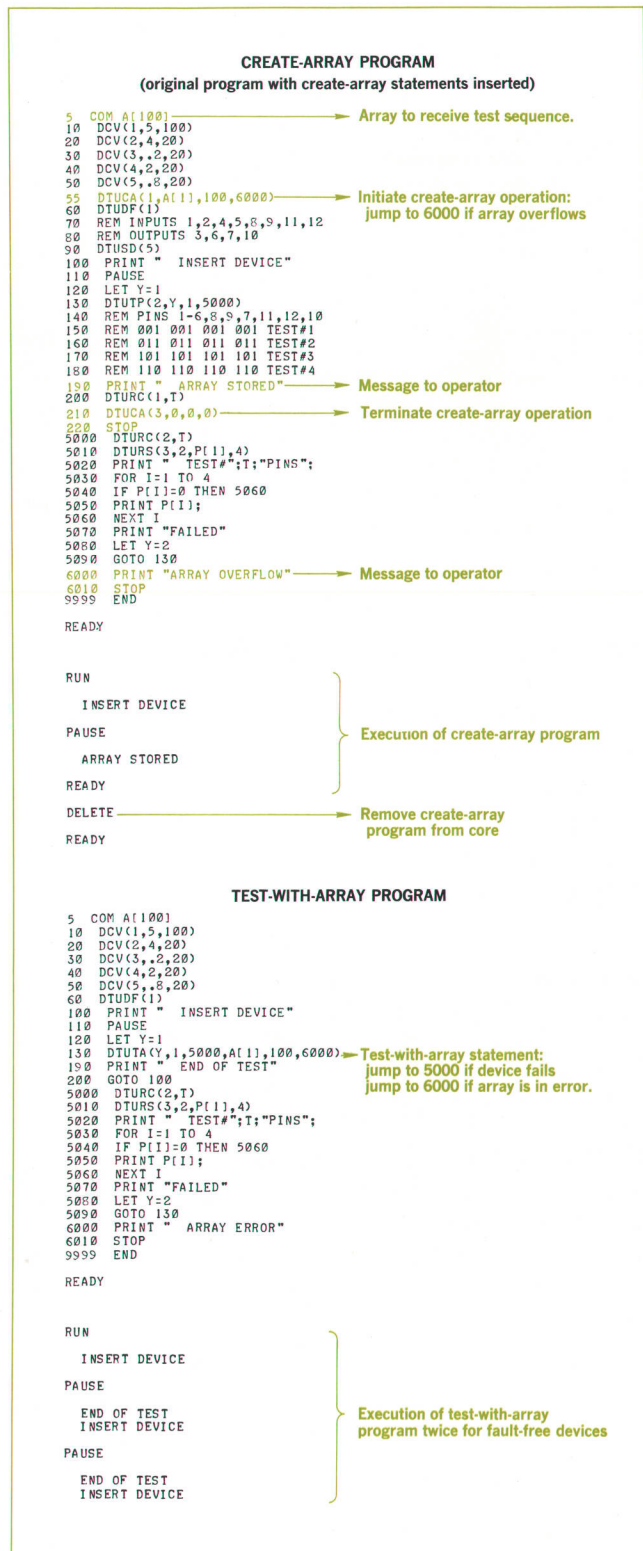 CREATE-ARRAY PROGRAM
(original program with create-array statements inserted)
5 COM A[100] Array to receive test sequence.
10 DCV(1,5,100)
20 DCV(2,4,20)
30 DCV(3,.2,20)
40 DCV(4,2,20)
50 DCV(5,.8,20)
55 DTUCA(1,A[1],100,6000) Initiate create-array operation:
60 DTUDF(1) jump to 6000 if array overflows
70 REM INPUTS 1,2,4,5,8,9,11,12
80 REM OUTPUTS 3,6,7,10
90 DTUSD(5)
100 PRINT " INSERT DEVICE"
110 PAUSE
120 LET Y=1
130 DTUTP(2,Y,1,5000)
140 REM PINS 1-6,8,9,7,11,12,10
150 REM 001 001 001 001 TEST#1
160 REM 011 011 011 011 TEST#2
170 REM 101 101 101 101 TEST#3
180 REM 110 110 110 110 TEST#4
190 PRINT " ARRAY STORED" Message to operator
200 DTURC(1,T)
210 DTUCA(3,0,0,0) Terminate create-array operation
220 STOP
5000 DTURC(2,T)
5010 DTURS(3,2,P[1],4)
5020 PRINT " TEST#";T;"PINS";
5030 FOR I=1 TO 4
5040 IF P[I]=0 THEN 5060
5050 PRINT P[I];
5060 NEXT I
5070 PRINT "FAILED"
5080 LET Y=2
5090 GOTO 130
6000 PRINT "ARRAY OVERFLOW" Message to operator
6010 STOP
9999 END
READY
RUN
INSERT DEVICE
PAUSE
Execution of create-array program
ARRAY STORED
READY
DELETE Remove create-array
program from core
READY
TEST-WITH-ARRAY PROGRAM
5 COM A[100]
10 DCV(1,5,100)
20 DCV(2,4,20)
30 DCV(3,.2,20)
40 DCV(4,2,20)
50 DCV(5,.8,20)
60 DTUDF(1)
100 PRINT " INSERT DEVICE"
110 PAUSE
120 LET Y=1
130 DTUTA(Y,1,5000,A[1],100,6000) Test-with-array statement:
190 PRINT " END OF TEST" jump to 5000 if device fails
200 GOTO 100 jump to 6000 if array is in error.
5000 DTURC(2,T)
5010 DTURS(3,2,P[1],4)
5020 PRINT " TEST#";T;"PINS";
5030 FOR I=1 TO 4
5040 IF P[I]=0 THEN 5060
5050 PRINT P[I];
5060 NEXT I
5070 PRINT "FAILED"
5080 LET Y=2
5090 GOTO 130
6000 PRINT " ARRAY ERROR"
6010 STOP
9999 END
READY
RUN
INSERT DEVICE
PAUSE
END OF TEST Execution of test-with-array
INSERT DEVICE program twice for fault-free devices
PAUSE
END OF TEST
INSERT DEVICE